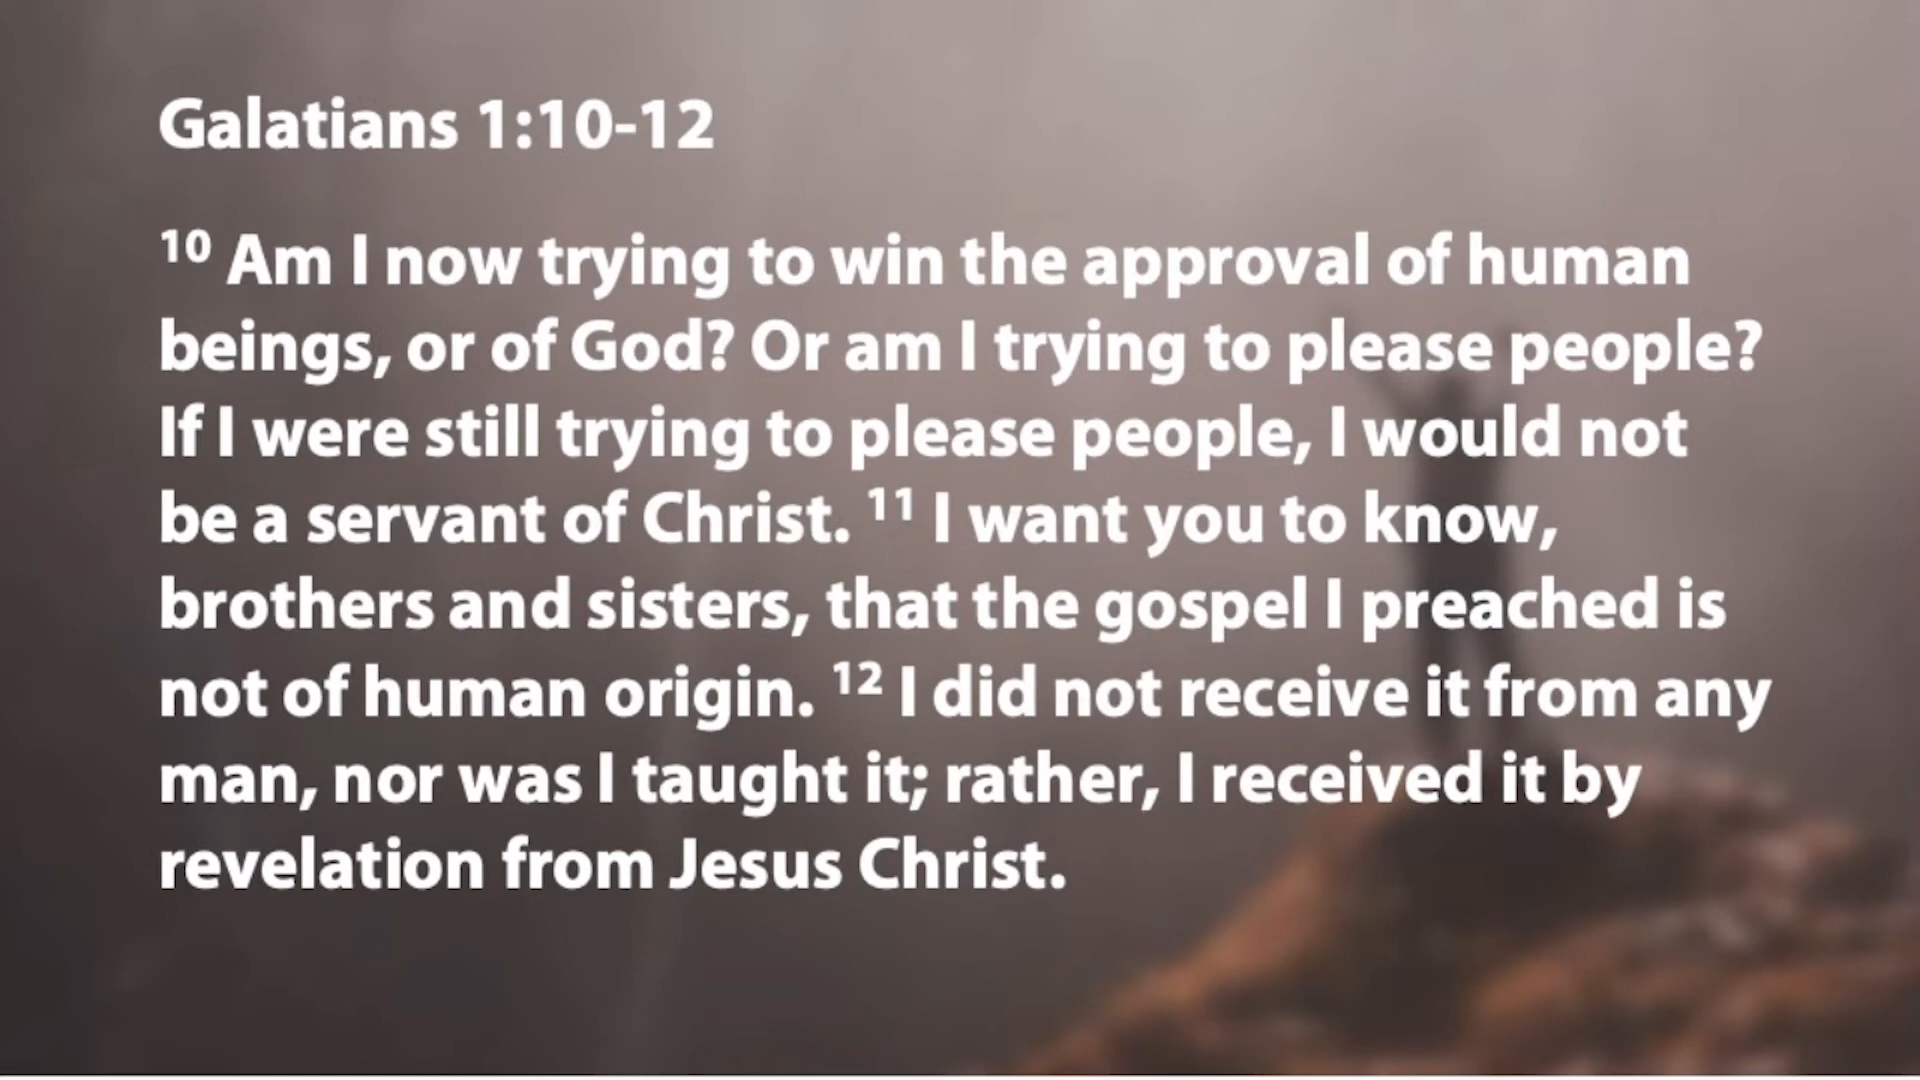 Galatians 1:10-12
¹⁰ Am I now trying to win the approval of human
beings, or of God? Or am I trying to please people?
If I were still trying to please people, I would not
be a servant of Christ. ¹¹ I want you to know,
brothers and sisters, that the gospel I preached is
not of human origin. ¹² I did not receive it from any
man, nor was I taught it; rather, I received it by
revelation from Jesus Christ.